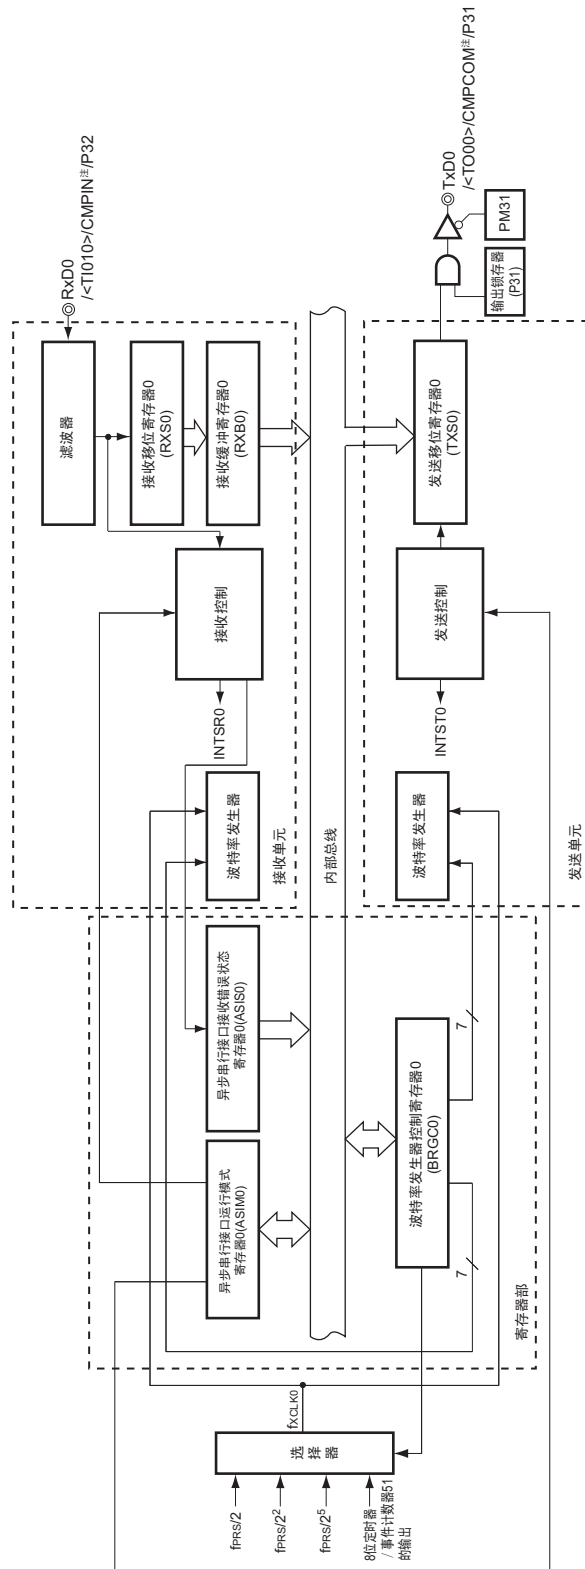 RxD0
/<TI010>/CMPIN注/P32
滤波器
接收移位寄存器0
(RXS0)
接收缓冲寄存器0
(RXB0)
接收控制
INTSR0
波特率发生器
接收单元
异步串行接口运行模式
寄存器0(ASIM0)
异步串行接口接收错误状态
寄存器0(ASIS0)
内部总线
波特率发生器控制寄存器0
(BRGC0)
7
7
寄存器部
fPRS/2
fPRS/2²
fPRS/2⁵
8位定时器
/ 事件计数器51
的输出
选择器
fXCLK0
TxD0
/<TO00>/CMPCOM注/P31
PM31
输出锁存器
(P31)
发送移位寄存器0
(TXS0)
发送控制
INTST0
波特率发生器
发送单元